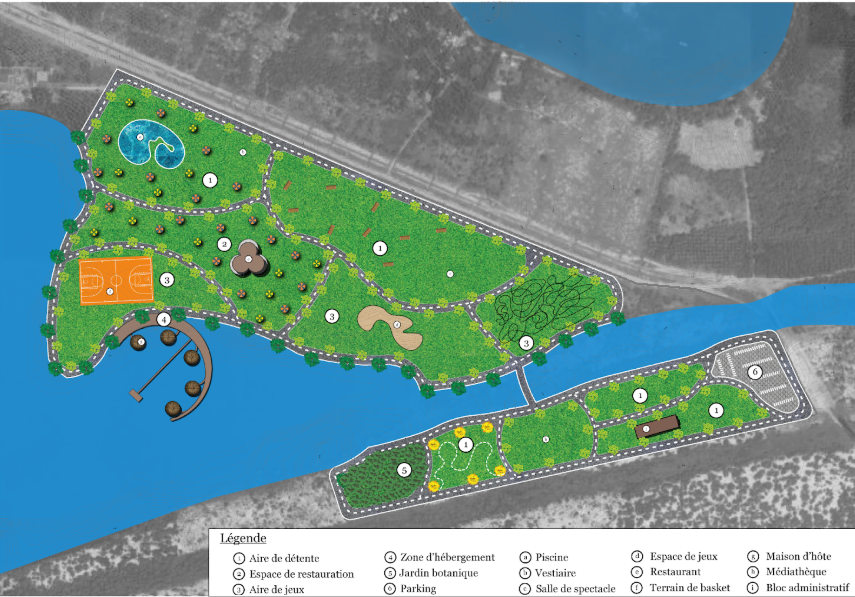 1
1
2
1
3
3
4
3
6
1
1
1
5
Légende
1 Aire de détente
2 Espace de restauration
3 Aire de jeux
4 Zone d'hébergement
5 Jardin botanique
6 Parking
a Piscine
b Vestiaire
c Salle de spectacle
d Espace de jeux
e Restaurant
f Terrain de basket
g Maison d'hôte
h Médiathèque
i Bloc administratif